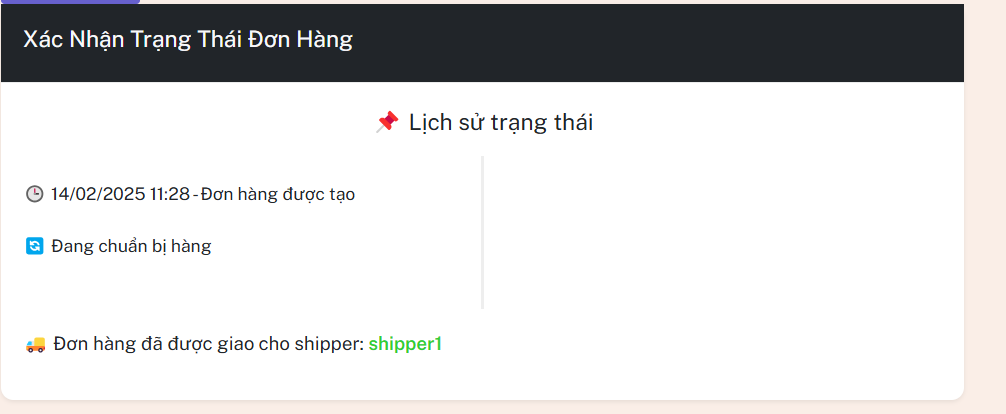 Xác Nhận Trạng Thái Đơn Hàng
📌 Lịch sử trạng thái
🕒 14/02/2025 11:28 - Đơn hàng được tạo
🔄 Đang chuẩn bị hàng
🚚 Đơn hàng đã được giao cho shipper: shipper1